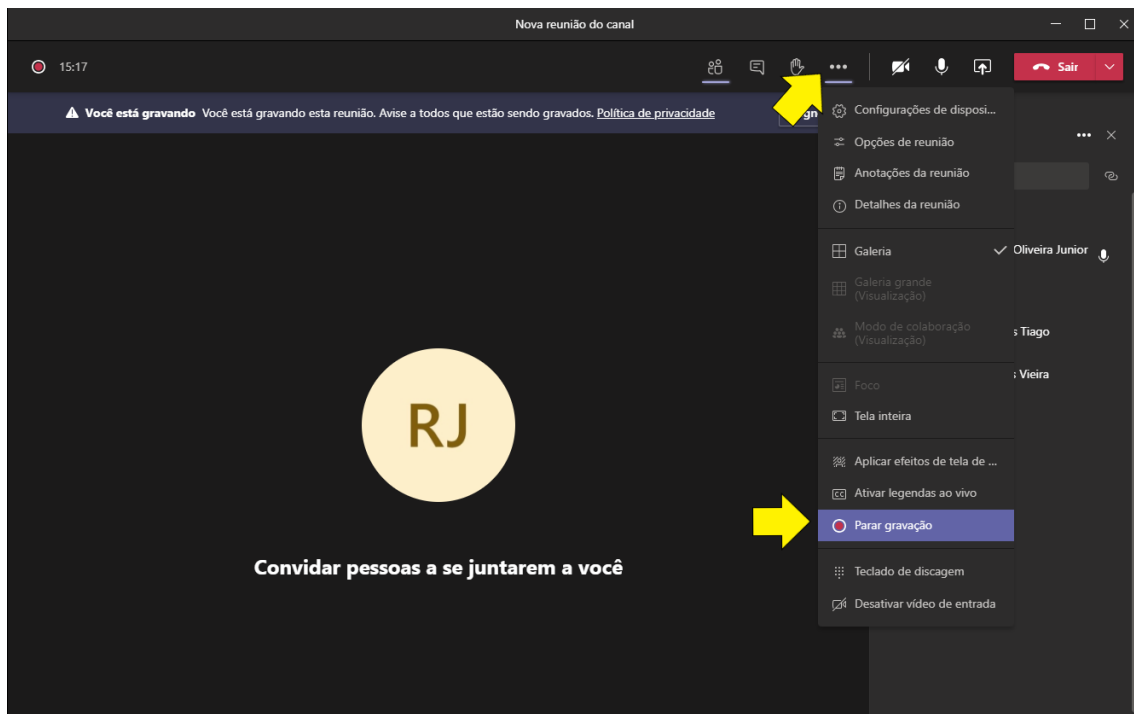 Nova reunião do canal
15:17
Sair
Você está gravando Você está gravando esta reunião. Avise a todos que estão sendo gravados. Política de privacidade
Configurações de disposi...
Opções de reunião
Anotações da reunião
Detalhes da reunião
Galeria
Oliveira Junior
Galeria grande
(Visualização)
Modo de colaboração
(Visualização)
s Tiago
Vieira
Foco
Tela inteira
RJ
Aplicar efeitos de tela de ...
CC Ativar legendas ao vivo
Parar gravação
Convidar pessoas a se juntarem a você
Teclado de discagem
Desativar vídeo de entrada